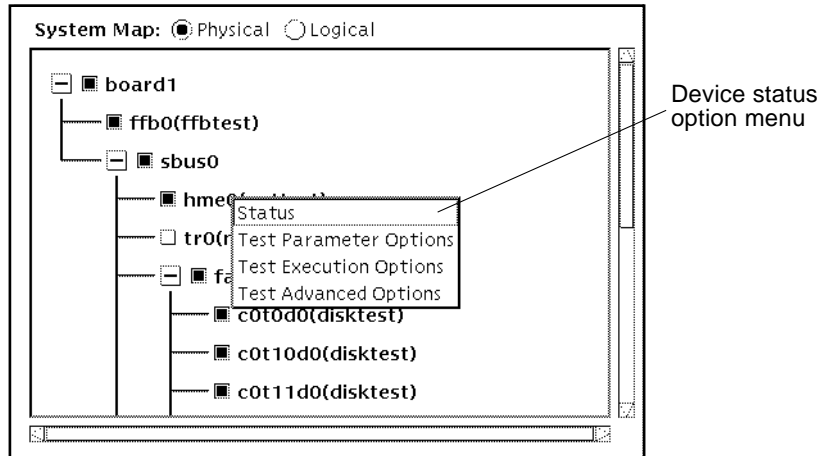 System Map: Physical Logical
board1
ffb0(ffbtest)
sbus0
hme0(
tr0(
Status
Test Parameter Options
Test Execution Options
Test Advanced Options
c0t0d0(disktest)
c0t10d0(disktest)
c0t11d0(disktest)
Device status
option menu